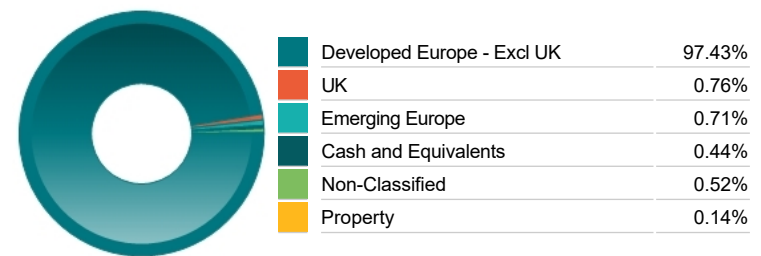 Developed Europe - Excl UK 97.43%
UK 0.76%
Emerging Europe 0.71%
Cash and Equivalents 0.44%
Non-Classified 0.52%
Property 0.14%